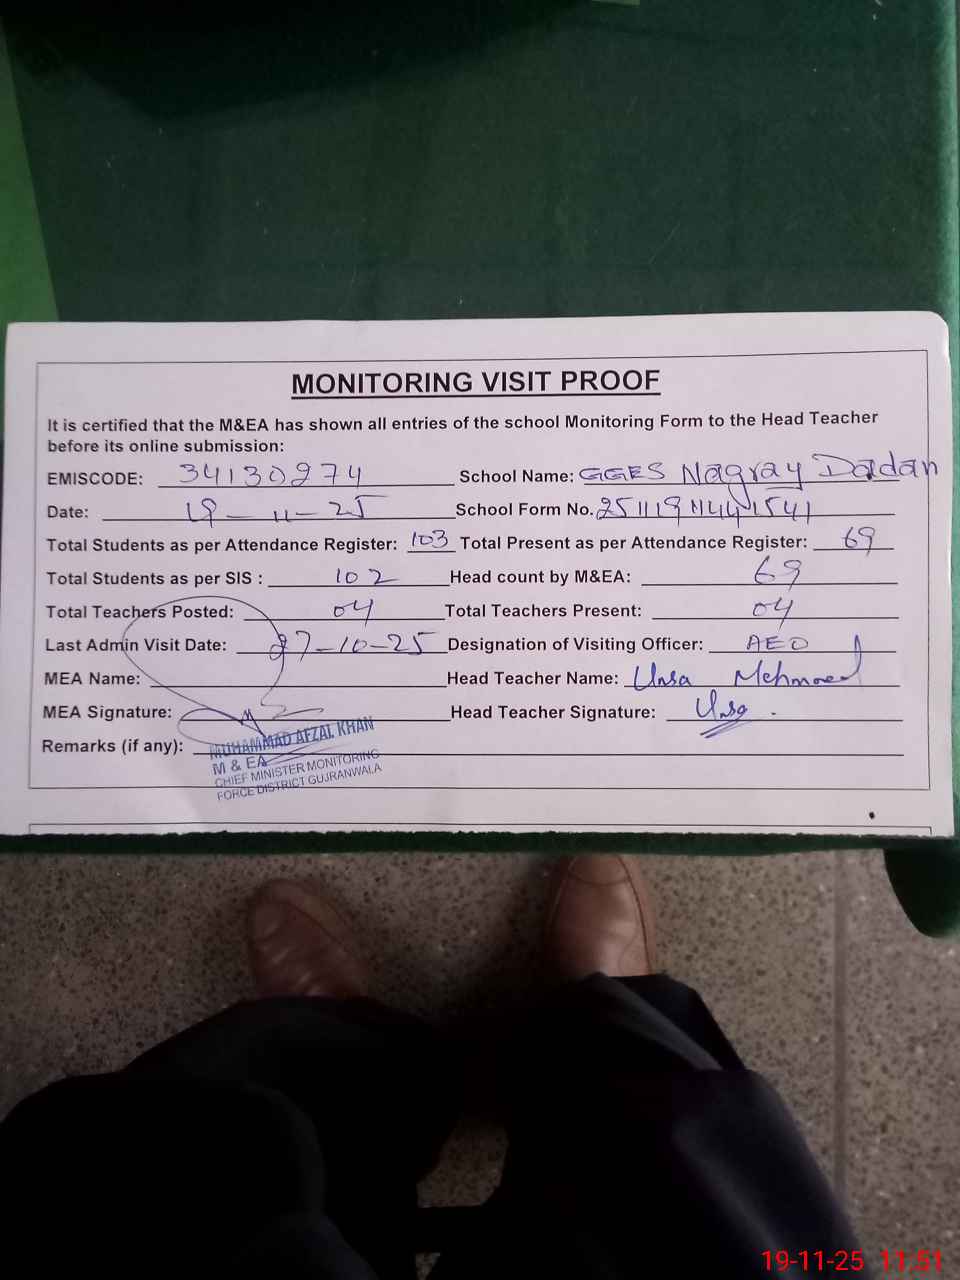 MONITORING VISIT PROOF
It is certified that the M&EA has shown all entries of the school Monitoring Form to the Head Teacher
before its online submission:
EMISCODE: 34130274 School Name: GGES Nagray Dadan
Date: 19-11-25 School Form No. 
Total Students as per Attendance Register: 103 Total Present as per Attendance Register: 69
Total Students as per SIS : 102 Head count by M&EA: 69
Total Teachers Posted: 04 Total Teachers Present: 04
Last Admin Visit Date: 27-10-25 Designation of Visiting Officer: AEO
MEA Name: Head Teacher Name: Unsa Mehmood
MEA Signature: Head Teacher Signature: Unsa.
Remarks (if any):
MUHAMMAD AFZAL KHAN
M & EA
CHIEF MINISTER MONITORING
FORCE DISTRICT GUJRANWALA
19-11-25 11:51